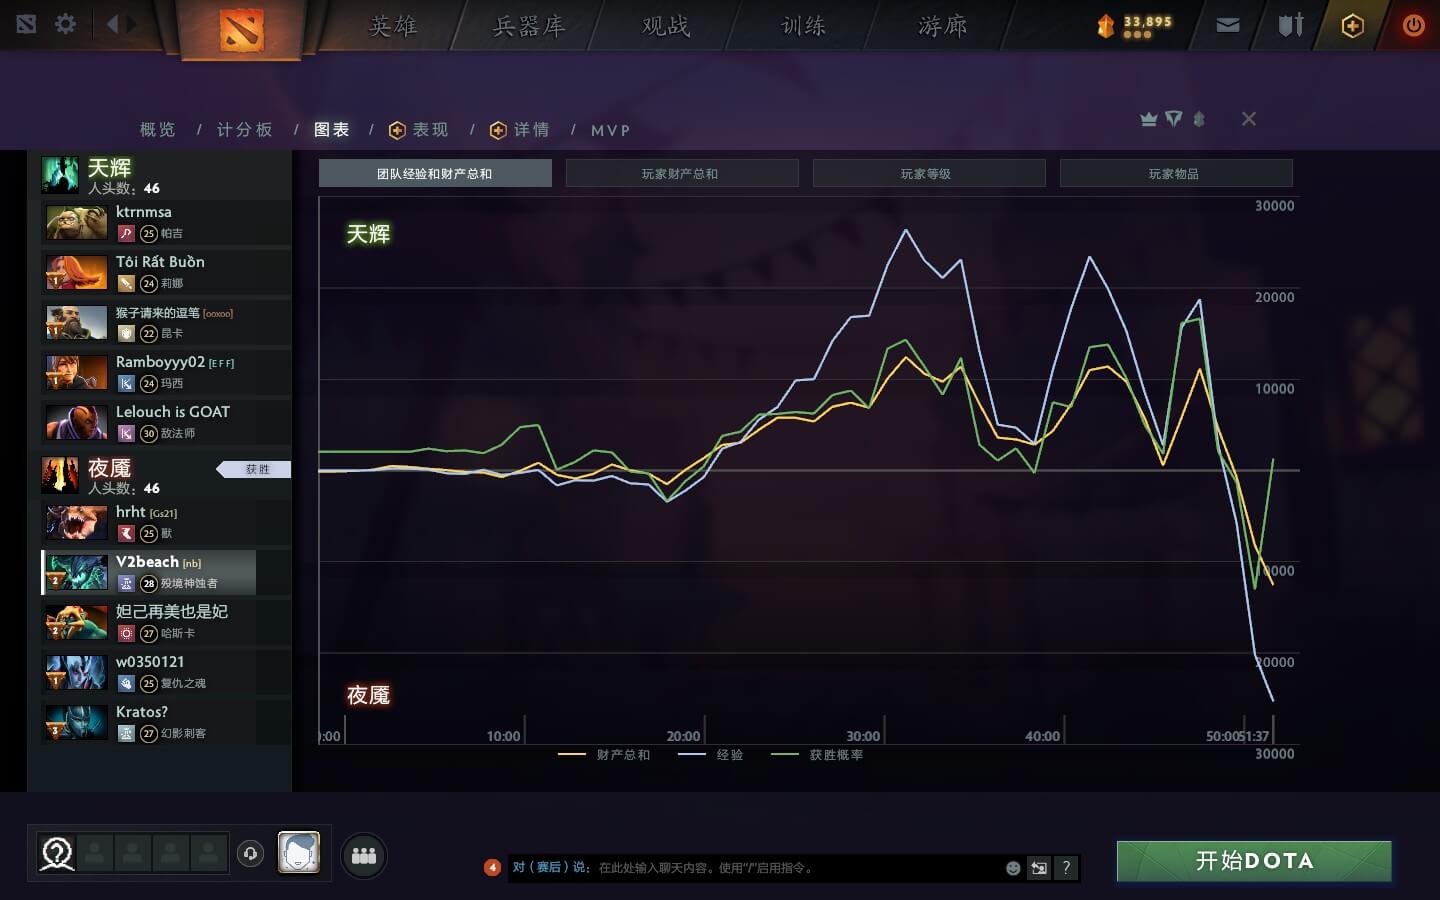 英雄 兵器库 观战 训练 游廊 33,895
概览 / 计分板 / 图表 / 表现 / 详情 / MVP
天辉
人头数：46
ktrnmsa
25 帕吉
Tôi Rất Buồn
1 24 莉娜
猴子请来的逗笔 [ooxoo]
1 22 昆卡
Ramboyyy02 [EFF]
1 24 玛西
Lelouch is GOAT
30 敌法师
夜魇 获胜
人头数：46
hrht [Gs21]
25 獸
V2beach [nb]
2 28 殁境神蚀者
妲己再美也是妃
2 27 哈斯卡
w0350121
1 25 复仇之魂
Kratos?
3 27 幻影刺客
团队经验和财产总和 玩家财产总和 玩家等级 玩家物品
天辉
30000
20000
10000
10000
20000
夜魇
:00 10:00 20:00 30:00 40:00 50:00 51:37
30000
财产总和 经验 获胜概率
4 对（赛后）说： 在此处输入聊天内容。使用“/”启用指令。 ?
开始DOTA